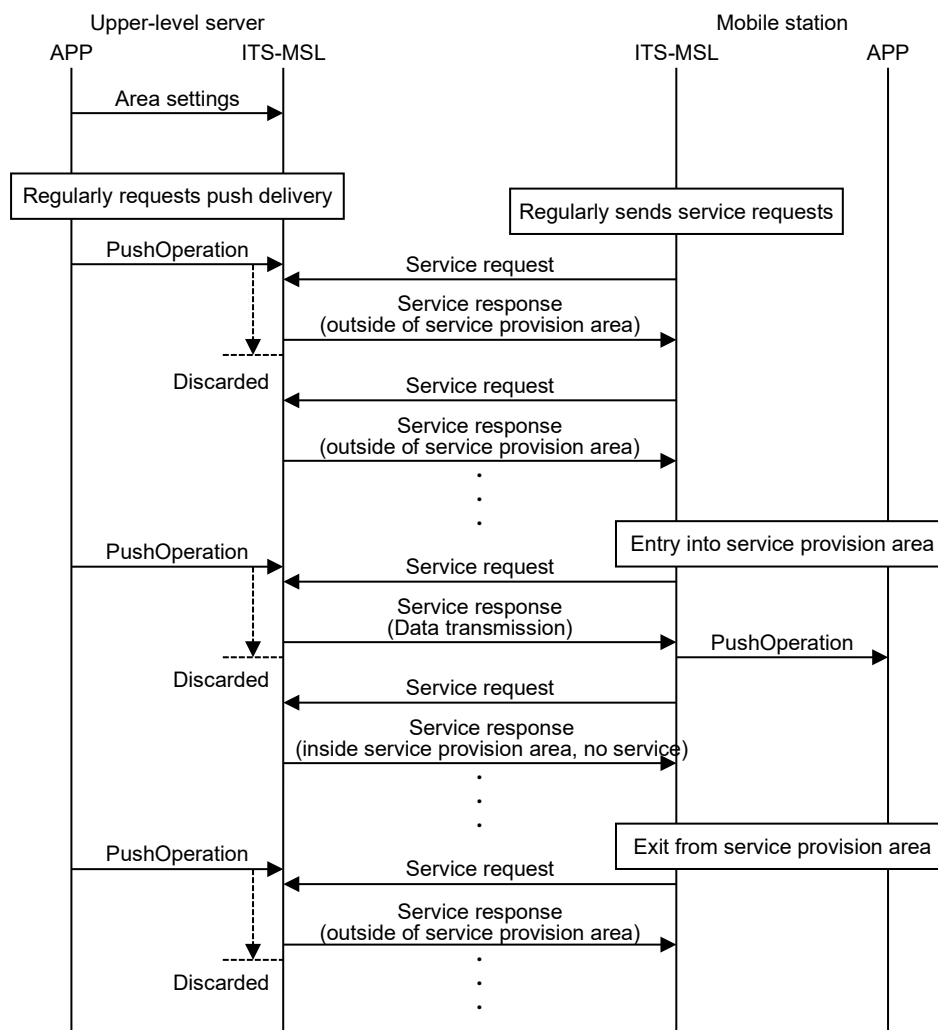 Upper-level server
Mobile station
APP
ITS-MSL
ITS-MSL
APP
Area settings
Regularly requests push delivery
Regularly sends service requests
PushOperation
Service request
Service response
(outside of service provision area)
Discarded
Service request
Service response
(outside of service provision area)
Entry into service provision area
PushOperation
Service request
Service response
(Data transmission)
PushOperation
Discarded
Service request
Service response
(inside service provision area, no service)
Exit from service provision area
PushOperation
Service request
Service response
(outside of service provision area)
Discarded